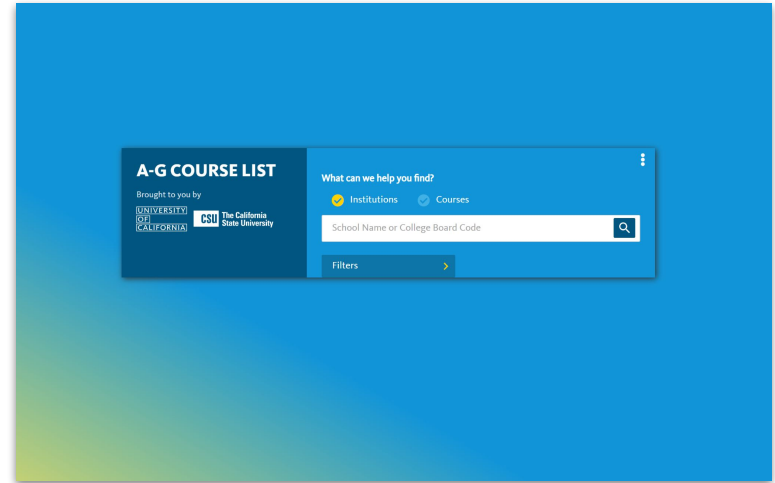 A-G COURSE LIST
Brought to you by
UNIVERSITY
OF
CALIFORNIA
CSU The California
State University
What can we help you find?
Institutions Courses
School Name or College Board Code
Filters